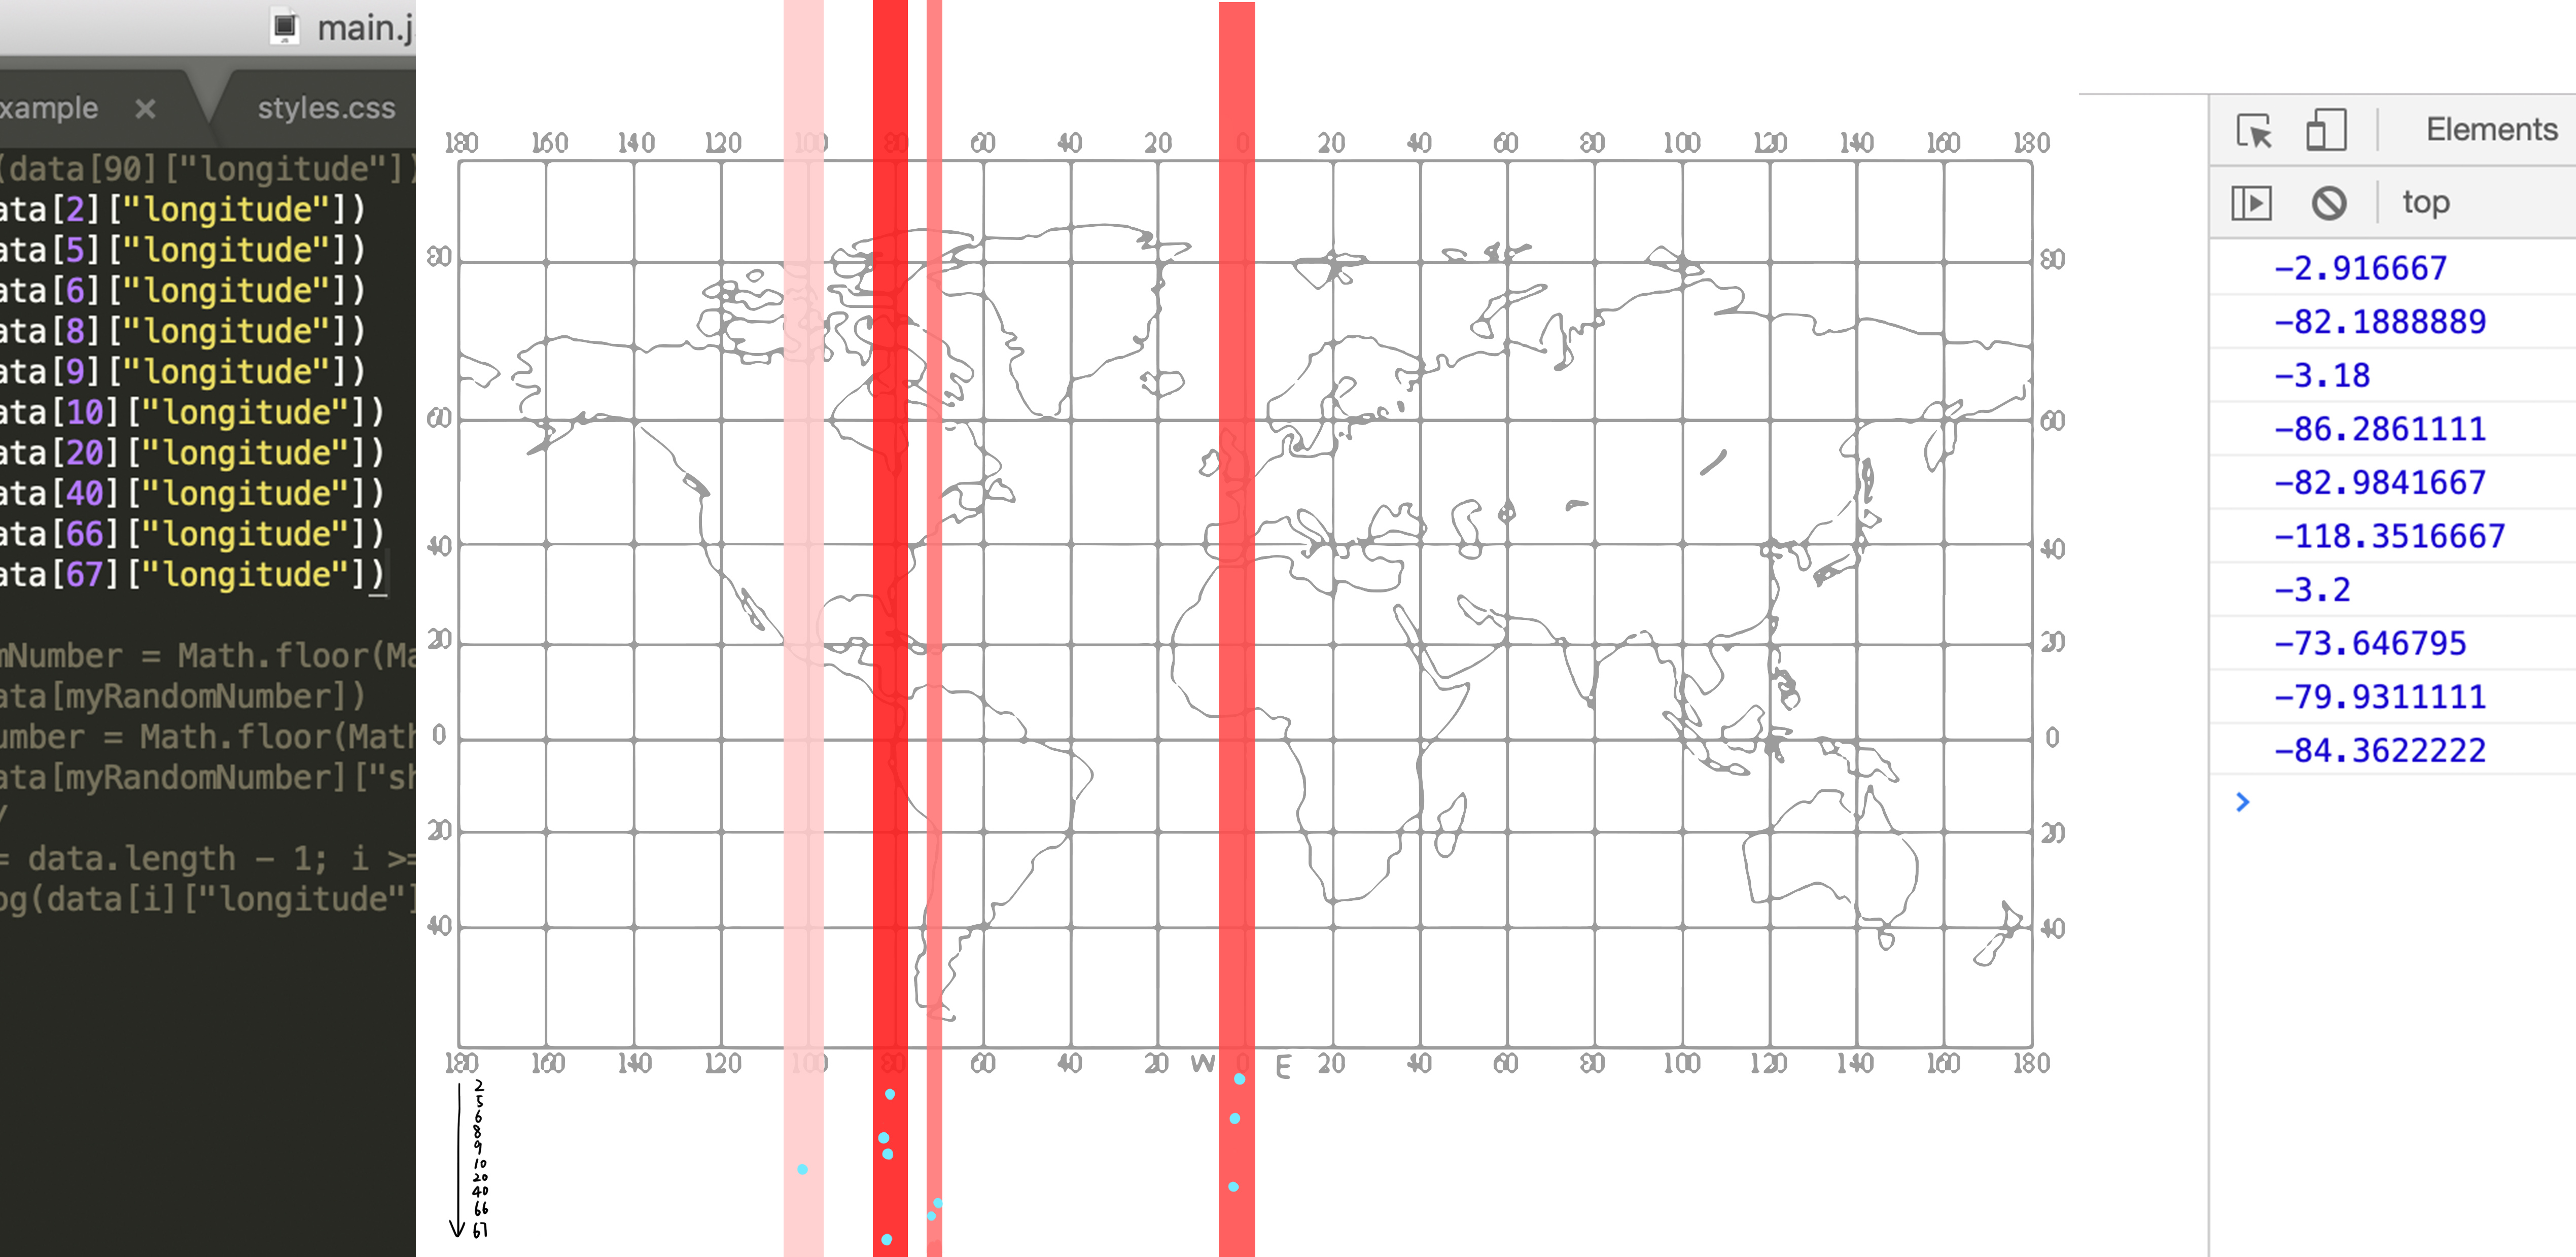 main.j
xample ×
styles.css
(data[90]["longitude"])
ata[2]["longitude"])
ata[5]["longitude"])
ata[6]["longitude"])
ata[8]["longitude"])
ata[9]["longitude"])
ata[10]["longitude"])
ata[20]["longitude"])
ata[40]["longitude"])
ata[66]["longitude"])
ata[67]["longitude"])
mNumber = Math.floor(Ma
ata[myRandomNumber])
umber = Math.floor(Math
ata[myRandomNumber]["sh
/
= data.length - 1; i >=
og(data[i]["longitude"]
180 160 140 120 100 80 60 40 20 0 20 40 60 80 100 120 140 160 180
80 80
60 60
40 40
20 20
0 0
20 20
40 40
180 160 140 120 100 80 60 40 20 W 0 E 20 40 60 80 100 120 140 160 180
2
5
6
8
9
10
20
40
66
67
Elements
top
-2.916667
-82.1888889
-3.18
-86.2861111
-82.9841667
-118.3516667
-3.2
-73.646795
-79.9311111
-84.3622222
>